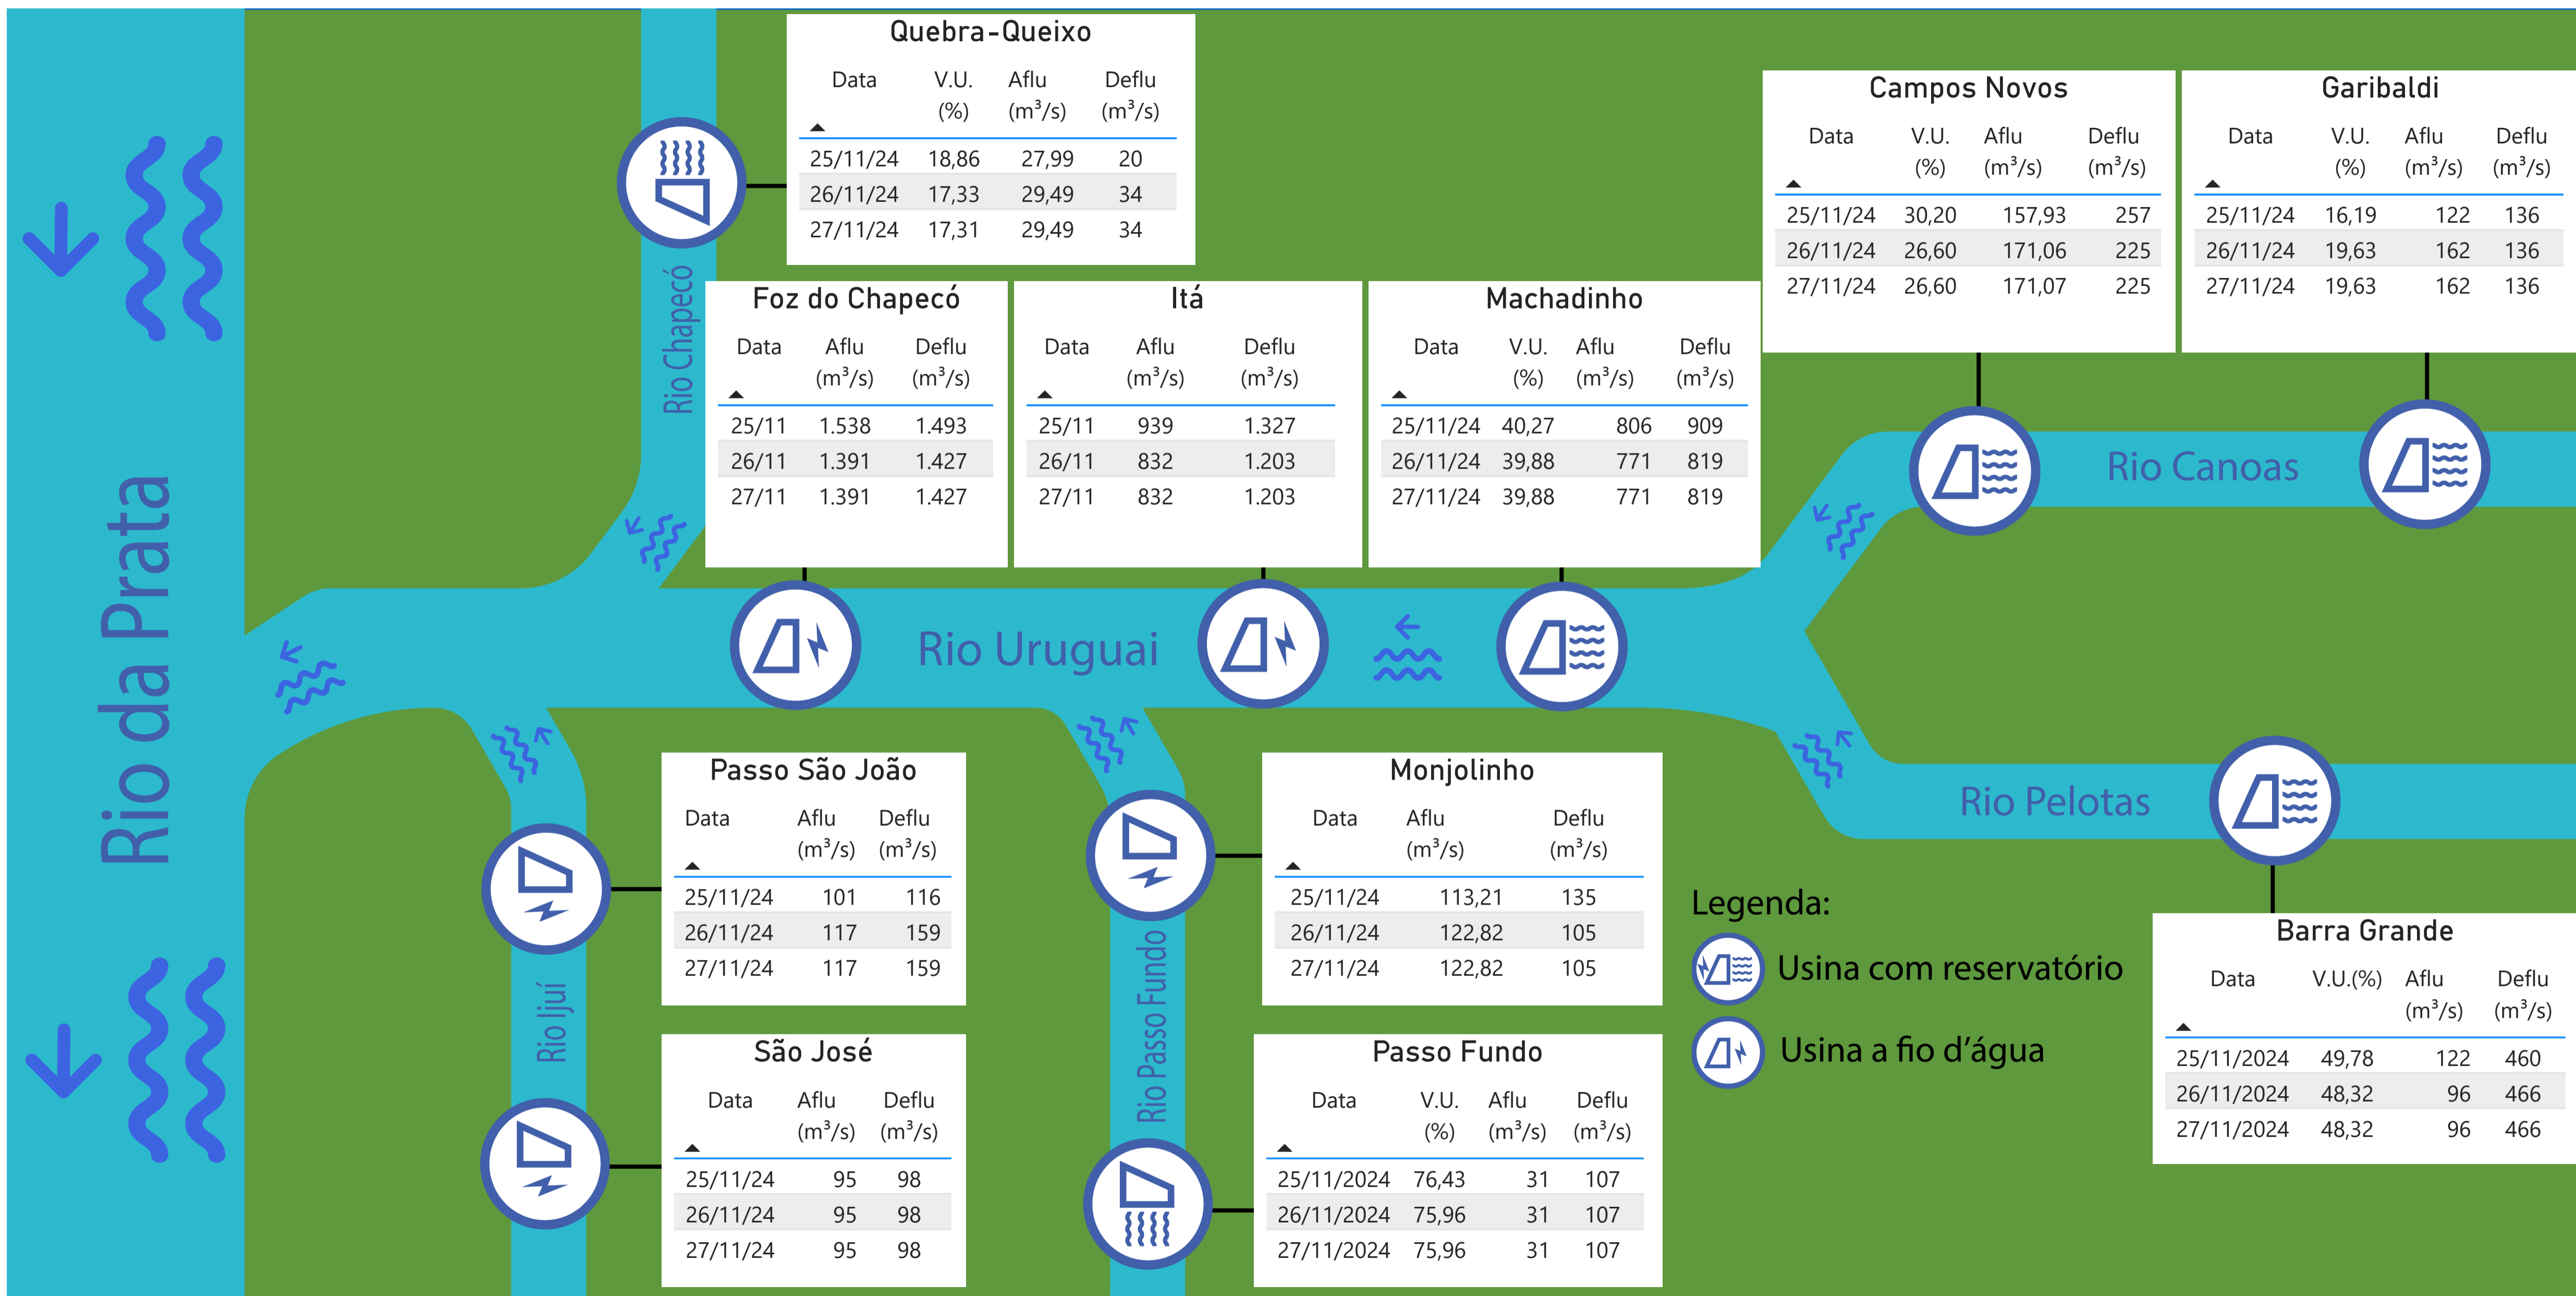 Quebra-Queixo
Data V.U. (%) Aflu (m³/s) Deflu (m³/s)
25/11/24 18,86 27,99 20
26/11/24 17,33 29,49 34
27/11/24 17,31 29,49 34
Campos Novos
Data V.U. (%) Aflu (m³/s) Deflu (m³/s)
25/11/24 30,20 157,93 257
26/11/24 26,60 171,06 225
27/11/24 26,60 171,07 225
Garibaldi
Data V.U. (%) Aflu (m³/s) Deflu (m³/s)
25/11/24 16,19 122 136
26/11/24 19,63 162 136
27/11/24 19,63 162 136
Rio Chapecó
Foz do Chapecó
Data Aflu (m³/s) Deflu (m³/s)
25/11 1.538 1.493
26/11 1.391 1.427
27/11 1.391 1.427
Itá
Data Aflu (m³/s) Deflu (m³/s)
25/11 939 1.327
26/11 832 1.203
27/11 832 1.203
Machadinho
Data V.U. (%) Aflu (m³/s) Deflu (m³/s)
25/11/24 40,27 806 909
26/11/24 39,88 771 819
27/11/24 39,88 771 819
Rio Canoas
Rio da Prata
Rio Uruguai
Rio Pelotas
Passo São João
Data Aflu (m³/s) Deflu (m³/s)
25/11/24 101 116
26/11/24 117 159
27/11/24 117 159
Monjolinho
Data Aflu (m³/s) Deflu (m³/s)
25/11/24 113,21 135
26/11/24 122,82 105
27/11/24 122,82 105
Rio Ijuí
São José
Data Aflu (m³/s) Deflu (m³/s)
25/11/24 95 98
26/11/24 95 98
27/11/24 95 98
Rio Passo Fundo
Passo Fundo
Data V.U. (%) Aflu (m³/s) Deflu (m³/s)
25/11/2024 76,43 31 107
26/11/2024 75,96 31 107
27/11/2024 75,96 31 107
Legenda:
Usina com reservatório
Usina a fio d'água
Barra Grande
Data V.U.(%) Aflu (m³/s) Deflu (m³/s)
25/11/2024 49,78 122 460
26/11/2024 48,32 96 466
27/11/2024 48,32 96 466